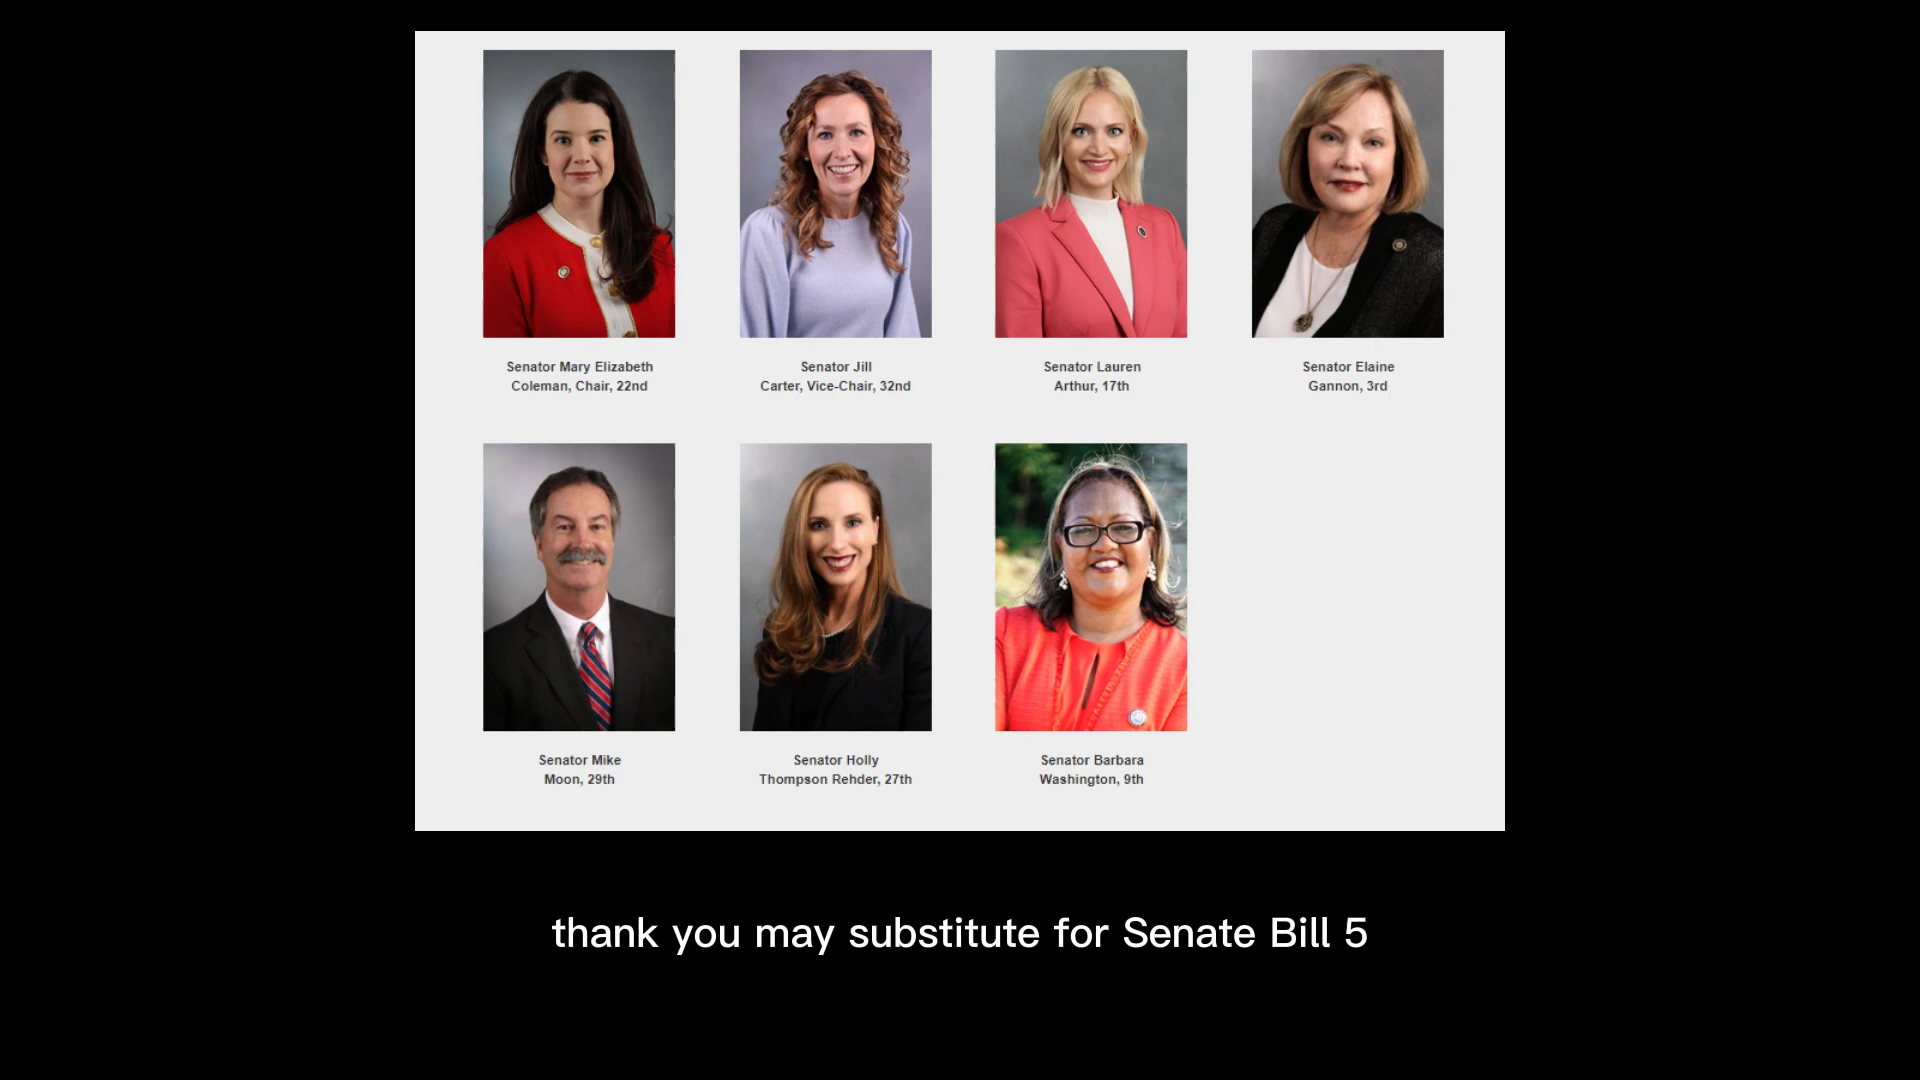 Senator Mary Elizabeth
Coleman, Chair, 22nd
Senator Jill
Carter, Vice-Chair, 32nd
Senator Lauren
Arthur, 17th
Senator Elaine
Gannon, 3rd
Senator Mike
Moon, 29th
Senator Holly
Thompson Rehder, 27th
Senator Barbara
Washington, 9th
thank you may substitute for Senate Bill 5